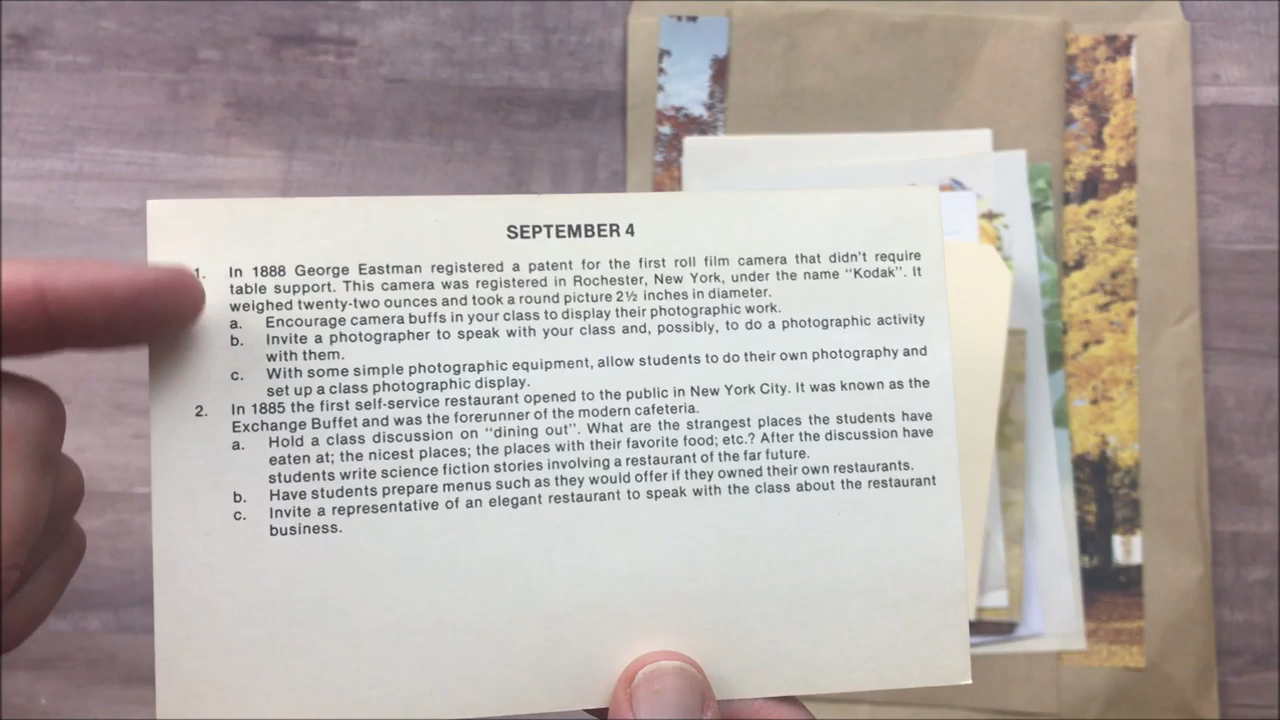 SEPTEMBER 4
1. In 1888 George Eastman registered a patent for the first roll film camera that didn't require
table support. This camera was registered in Rochester, New York, under the name "Kodak". It
weighed twenty-two ounces and took a round picture 2½ inches in diameter.
a. Encourage camera buffs in your class to display their photographic work.
b. Invite a photographer to speak with your class and, possibly, to do a photographic activity
with them.
c. With some simple photographic equipment, allow students to do their own photography and
set up a class photographic display.
2. In 1885 the first self-service restaurant opened to the public in New York City. It was known as the
Exchange Buffet and was the forerunner of the modern cafeteria.
a. Hold a class discussion on "dining out". What are the strangest places the students have
eaten at; the nicest places; the places with their favorite food; etc.? After the discussion have
students write science fiction stories involving a restaurant of the far future.
b. Have students prepare menus such as they would offer if they owned their own restaurants.
c. Invite a representative of an elegant restaurant to speak with the class about the restaurant
business.